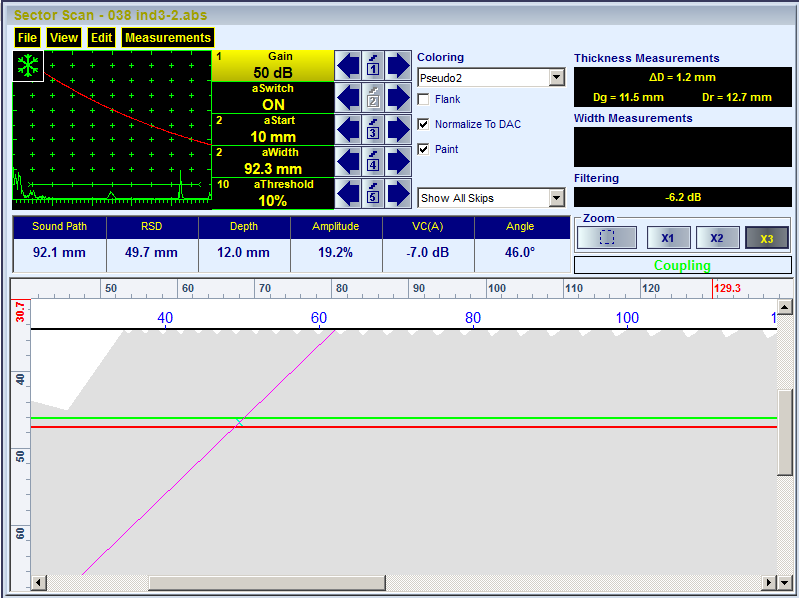 Sector Scan - 038 ind3-2.abs
File View Edit Measurements
1 Gain
50 dB
1
aSwitch
ON
2
2 aStart
10 mm
3
2 aWidth
92.3 mm
4
10 aThreshold
10%
5
Coloring
Pseudo2
Flank
Normalize To DAC
Paint
Show All Skips
Thickness Measurements
ΔD = 1.2 mm
Dg = 11.5 mm Dr = 12.7 mm
Width Measurements
Filtering
-6.2 dB
Zoom
X1 X2 X3
Coupling
Sound Path RSD Depth Amplitude VC(A) Angle
92.1 mm 49.7 mm 12.0 mm 19.2% -7.0 dB 46.0°
50 60 70 80 90 100 110 120 129.3
30.7
40 60 80 100 1
40
50
60